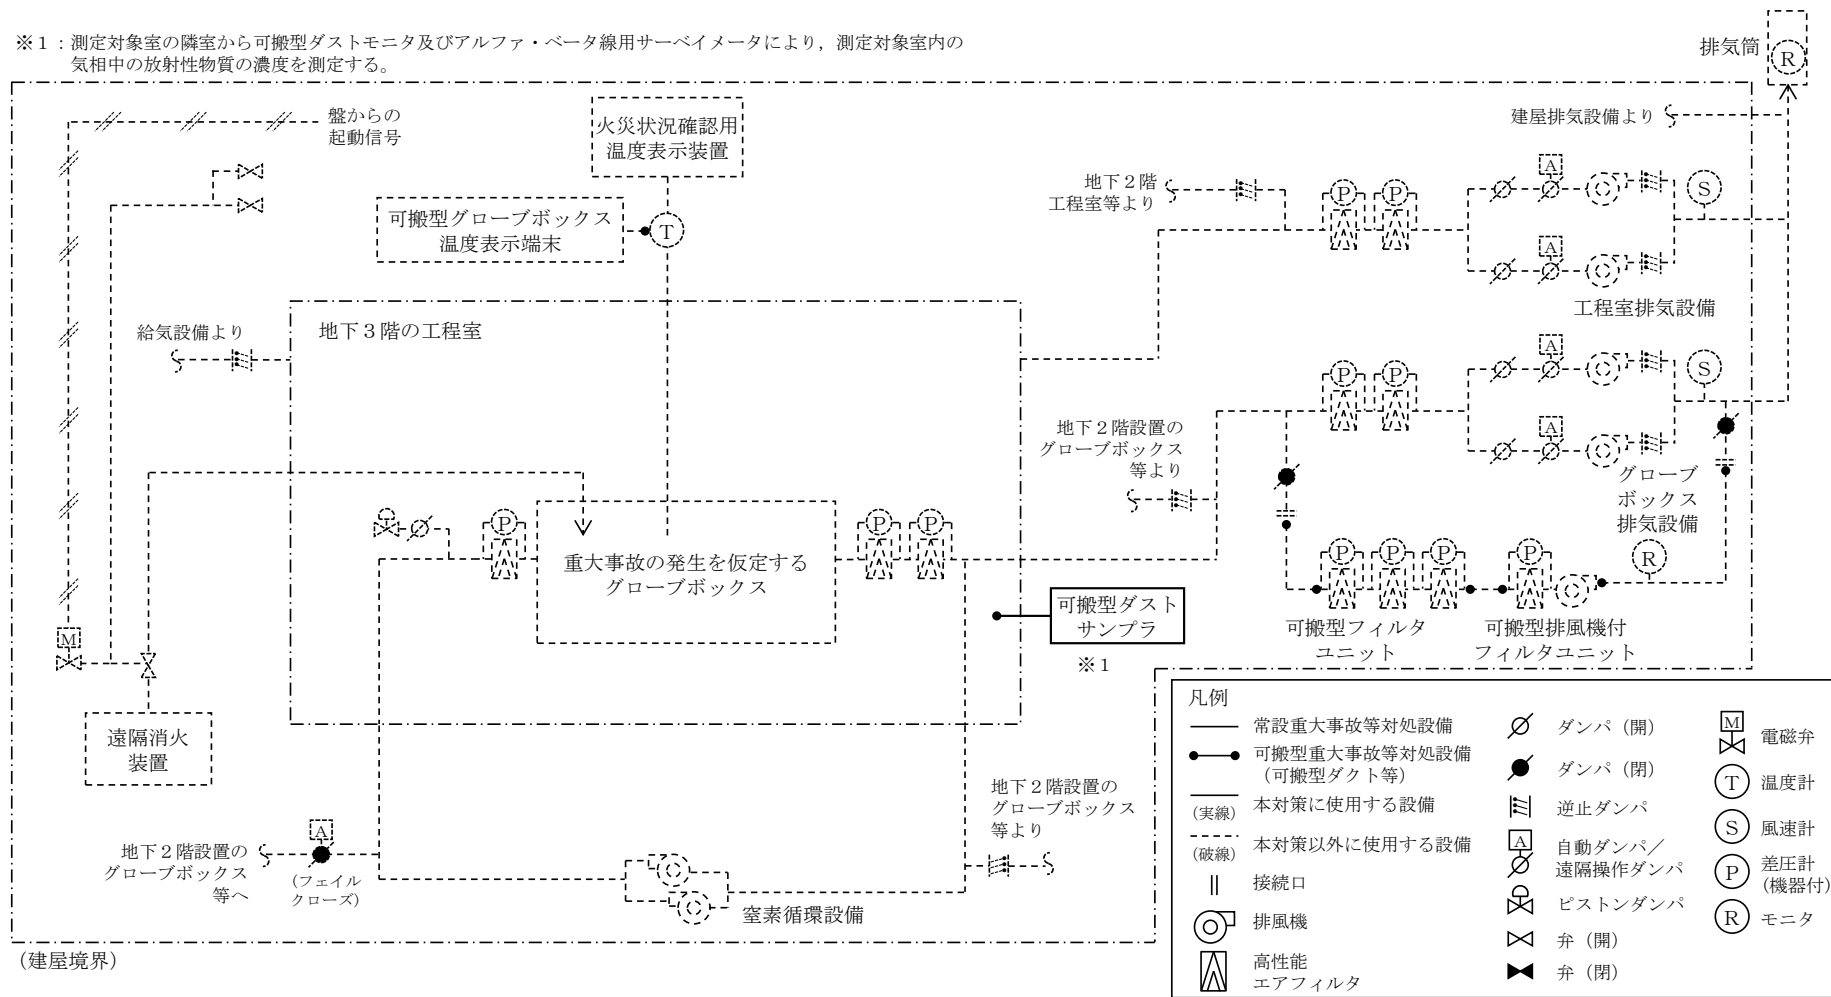 ※１：測定対象室の隣室から可搬型ダストモニタ及びアルファ・ベータ線用サーベイメータにより，測定対象室内の
気相中の放射性物質の濃度を測定する。
排気筒
R
盤からの
起動信号
火災状況確認用
温度表示装置
可搬型グローブボックス
温度表示端末
T
建屋排気設備より
地下２階
工程室等より
P
P
A
A
S
工程室排気設備
給気設備より
地下３階の工程室
地下２階設置の
グローブボックス
等より
P
P
A
A
S
グローブ
ボックス
排気設備
P
重大事故の発生を仮定する
グローブボックス
P
P
可搬型ダスト
サンプラ
※１
P
P
P
P
R
可搬型フィルタ
ユニット
可搬型排風機付
フィルタユニット
M
遠隔消火
装置
A
地下２階設置の
グローブボックス
等へ
（フェイル
クローズ）
窒素循環設備
地下２階設置の
グローブボックス
等より
（建屋境界）
凡例
常設重大事故等対処設備
可搬型重大事故等対処設備
（可搬型ダクト等）
（実線）
本対策に使用する設備
（破線）
本対策以外に使用する設備
接続口
排風機
高性能
エアフィルタ
ダンパ（開）
ダンパ（閉）
逆止ダンパ
A
自動ダンパ／
遠隔操作ダンパ
ピストンダンパ
弁（開）
弁（閉）
M
電磁弁
T
温度計
S
風速計
P
差圧計
（機器付）
R
モニタ